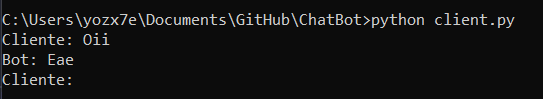 C:\Users\yozx7e\Documents\GitHub\ChatBot>python client.py
Cliente: Oii
Bot: Eae
Cliente: